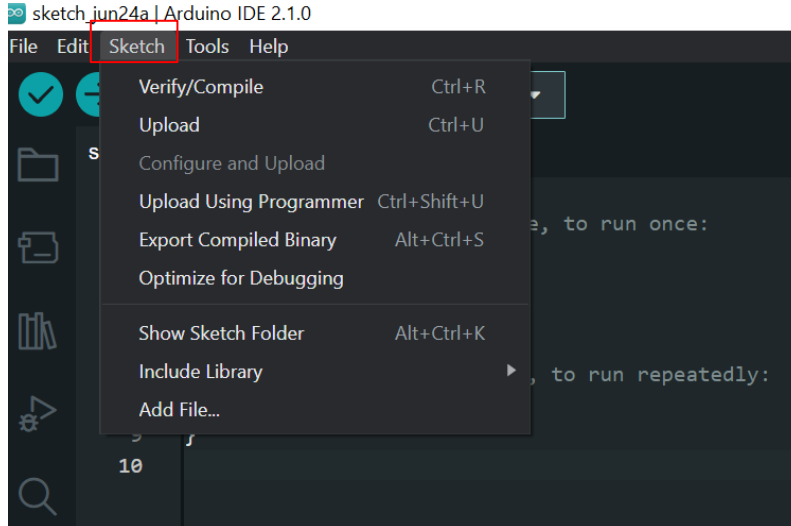 sketch_jun24a | Arduino IDE 2.1.0
File Edit Sketch Tools Help
Verify/Compile Ctrl+R
Upload Ctrl+U
S
Configure and Upload
Upload Using Programmer Ctrl+Shift+U
e, to run once:
Export Compiled Binary Alt+Ctrl+S
Optimize for Debugging
Show Sketch Folder Alt+Ctrl+K
Include Library
, to run repeatedly:
Add File...
9 }
10